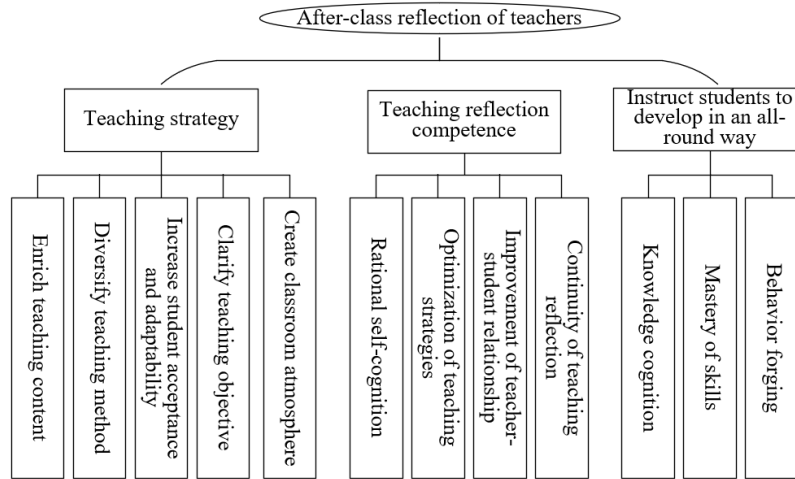 After-class reflection of teachers
Teaching strategy
Teaching reflection
competence
Instruct students to
develop in an all-
round way
Enrich teaching content
Diversify teaching method
Increase student acceptance
and adaptability
Clarify teaching objective
Create classroom atmosphere
Rational self-cognition
Optimization of teaching
strategies
Improvement of teacher-
student relationship
Continuity of teaching
reflection
Knowledge cognition
Mastery of skills
Behavior forging